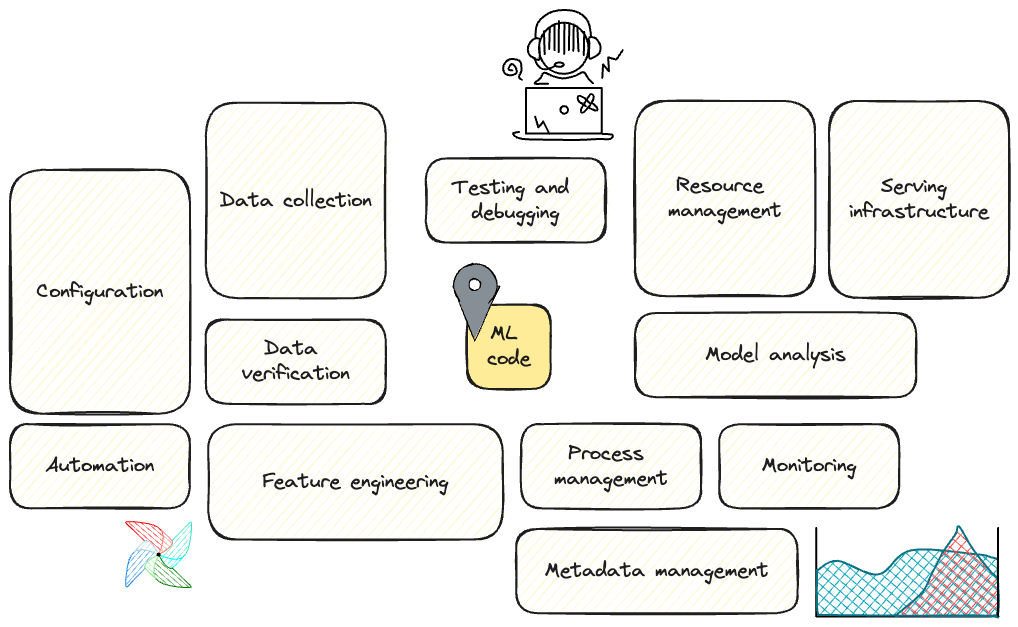 Testing and
debugging
Resource
management
Serving
infrastructure
Data collection
Configuration
ML
code
Data
verification
Model analysis
Automation
Feature engineering
Process
management
Monitoring
Metadata management